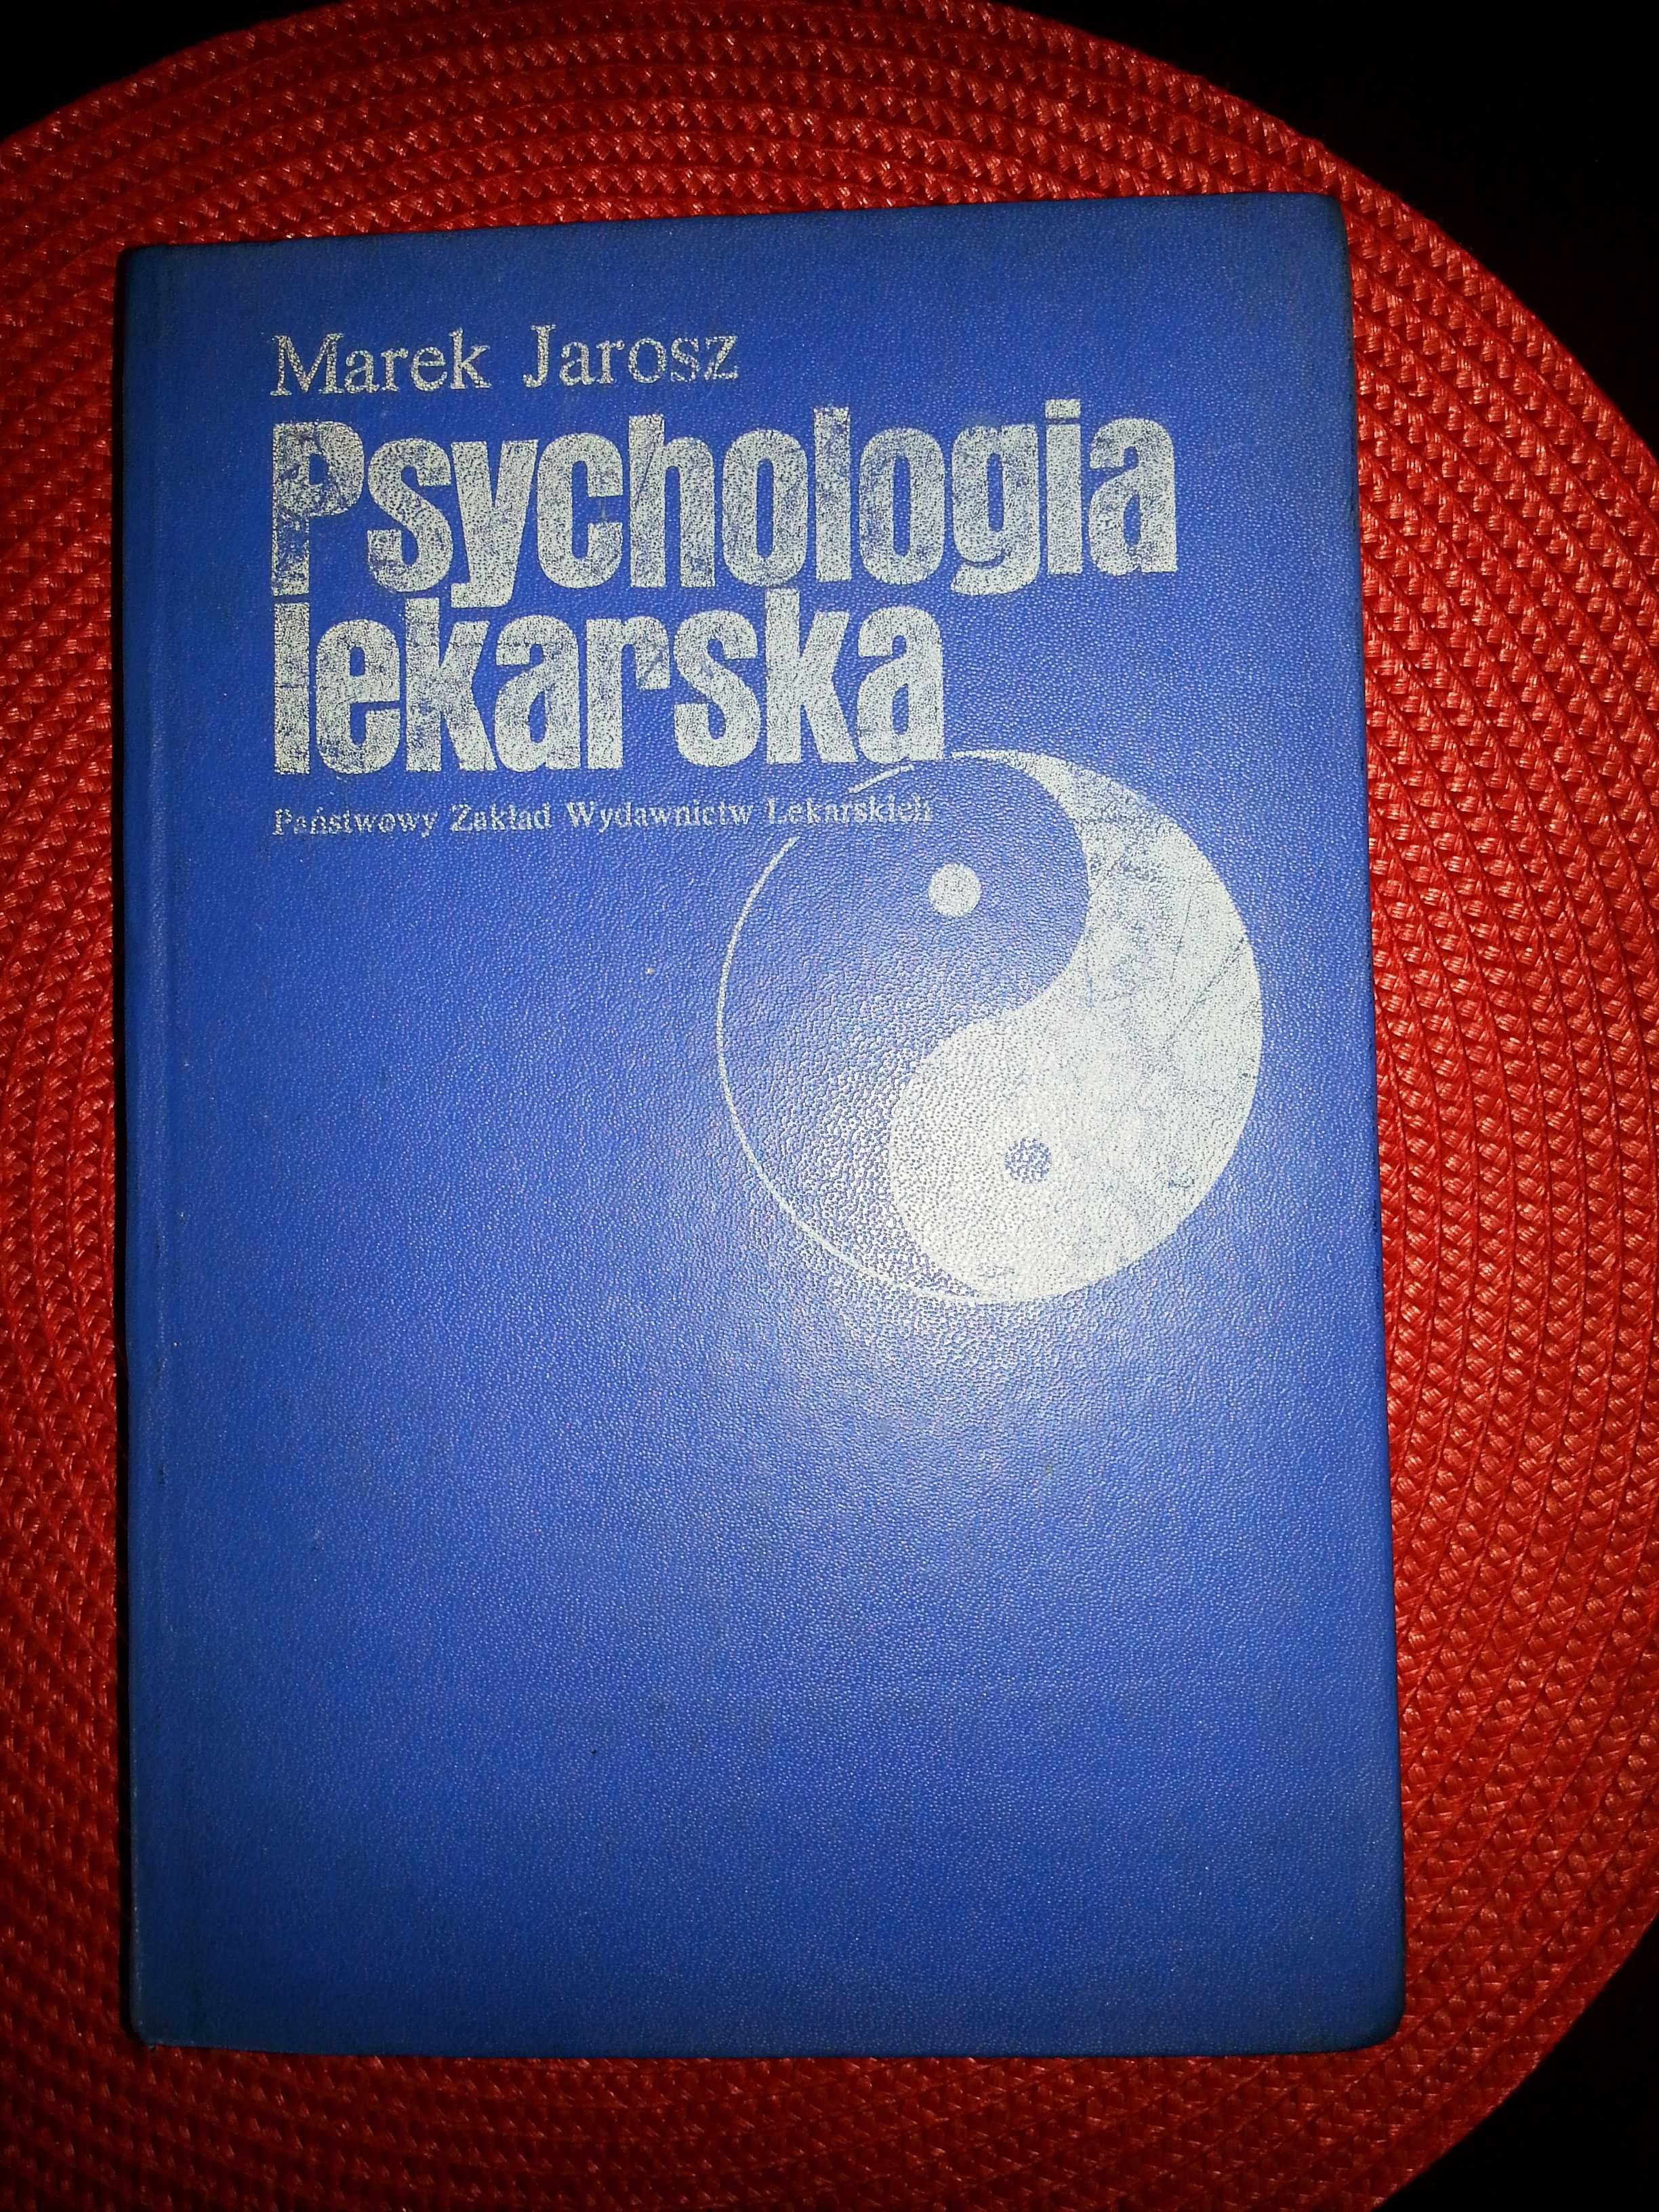 Marek Jarosz
Psychologia
lekarska
Państwowy Zakład Wydawnictw Lekarskich